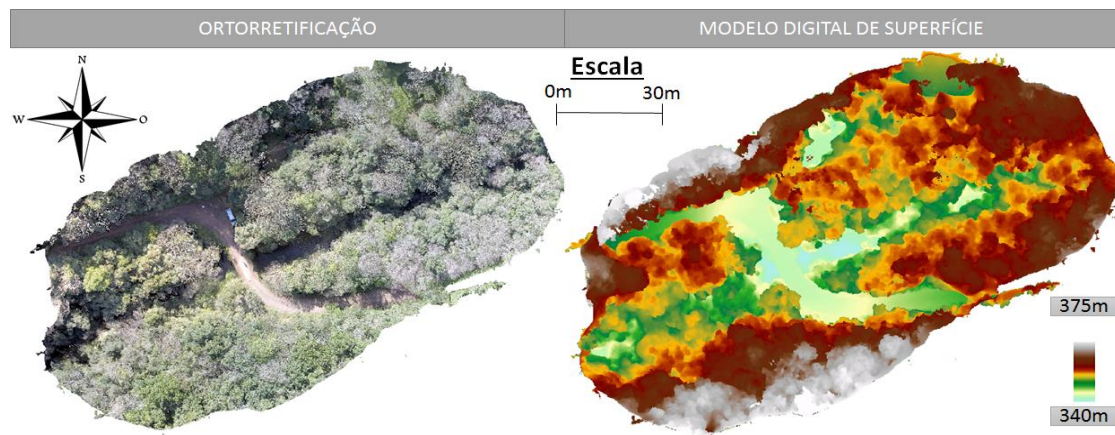 ORTORRETIFICAÇÃO
MODELO DIGITAL DE SUPERFÍCIE
N
W
O
S
Escala
0m 30m
375m
340m